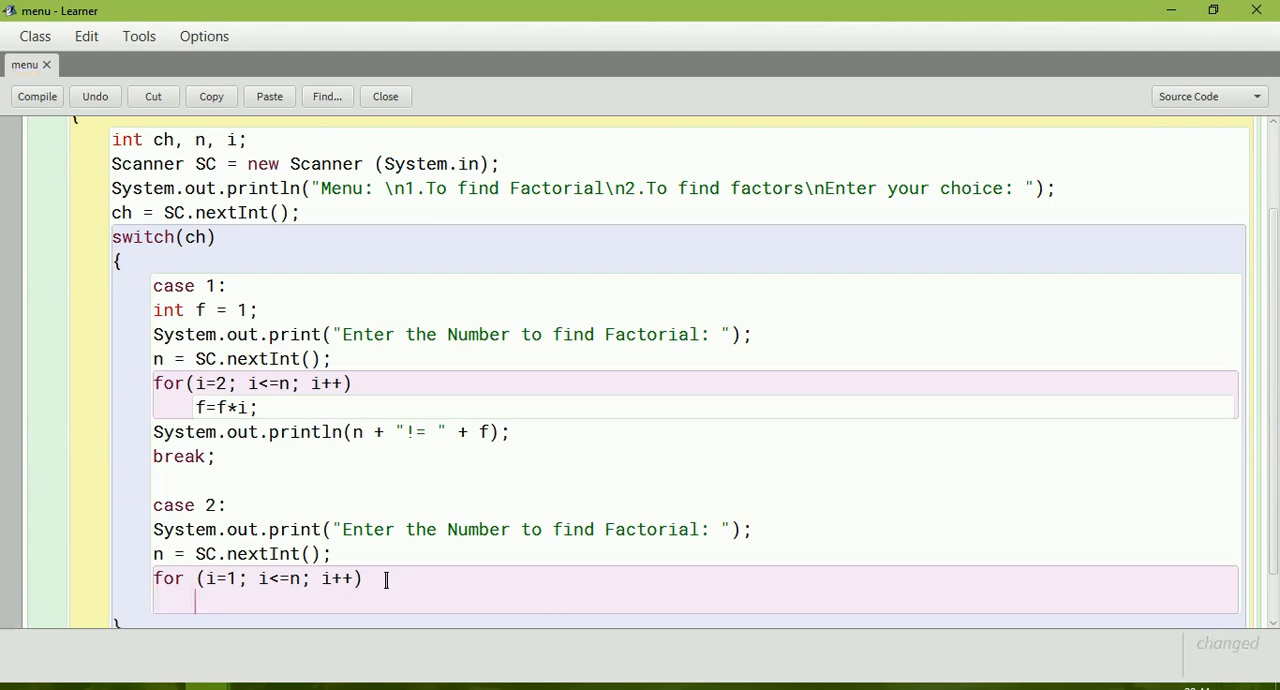 menu - Learner
Class Edit Tools Options
menu ✕
Compile Undo Cut Copy Paste Find... Close Source Code
{
int ch, n, i;
Scanner SC = new Scanner (System.in);
System.out.println("Menu: \n1.To find Factorial\n2.To find factors\nEnter your choice: ");
ch = SC.nextInt();
switch(ch)
{
case 1:
int f = 1;
System.out.print("Enter the Number to find Factorial: ");
n = SC.nextInt();
for(i=2; i<=n; i++)
f=f*i;
System.out.println(n + "!= " + f);
break;
case 2:
System.out.print("Enter the Number to find Factorial: ");
n = SC.nextInt();
for (i=1; i<=n; i++)
}
changed